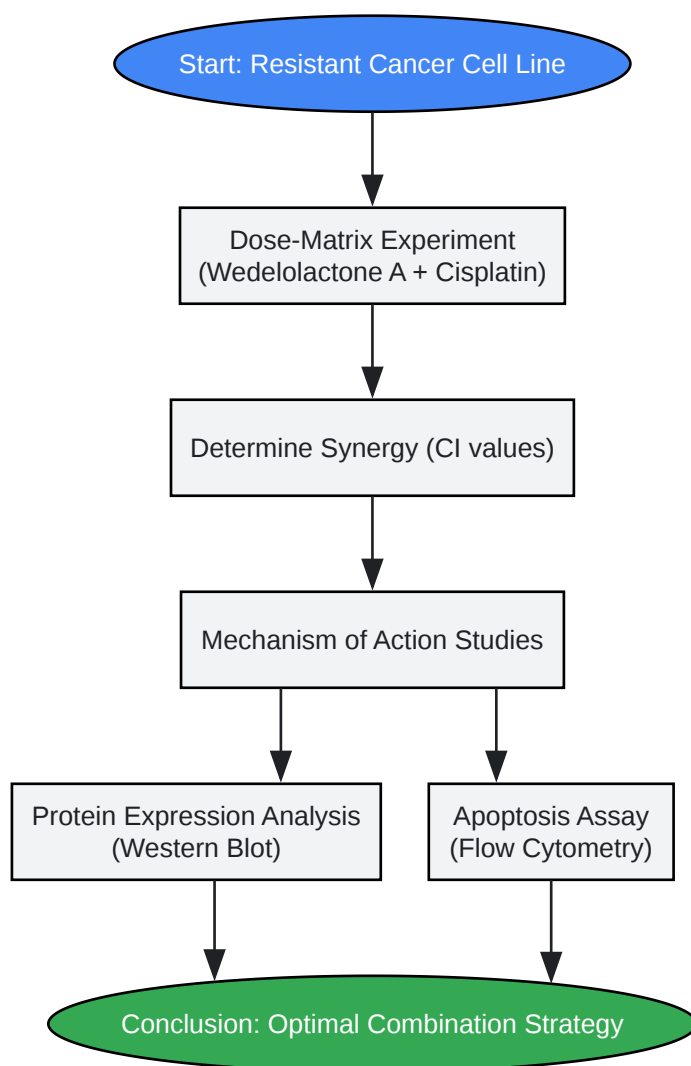 Start: Resistant Cancer Cell Line
Dose-Matrix Experiment
(Wedelolactone A + Cisplatin)
Determine Synergy (CI values)
Mechanism of Action Studies
Protein Expression Analysis
(Western Blot)
Apoptosis Assay
(Flow Cytometry)
Conclusion: Optimal Combination Strategy